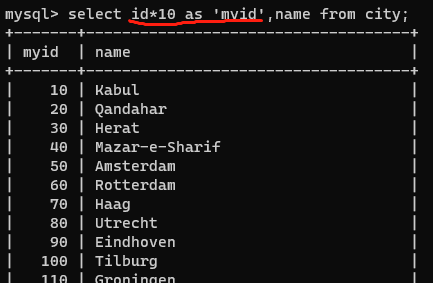 mysql> select id*10 as 'myid',name from city;
+-------+-----------------------------------+
| myid | name |
+-------+-----------------------------------+
| 10 | Kabul |
| 20 | Qandahar |
| 30 | Herat |
| 40 | Mazar-e-Sharif |
| 50 | Amsterdam |
| 60 | Rotterdam |
| 70 | Haag |
| 80 | Utrecht |
| 90 | Eindhoven |
| 100 | Tilburg |
| 110 | Groningen |